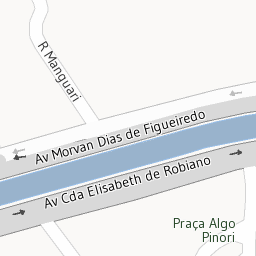 R Manguari
Av Morvan Dias de Figueiredo
Av Cda Elisabeth de Robiano
Praça Algo
Pinori